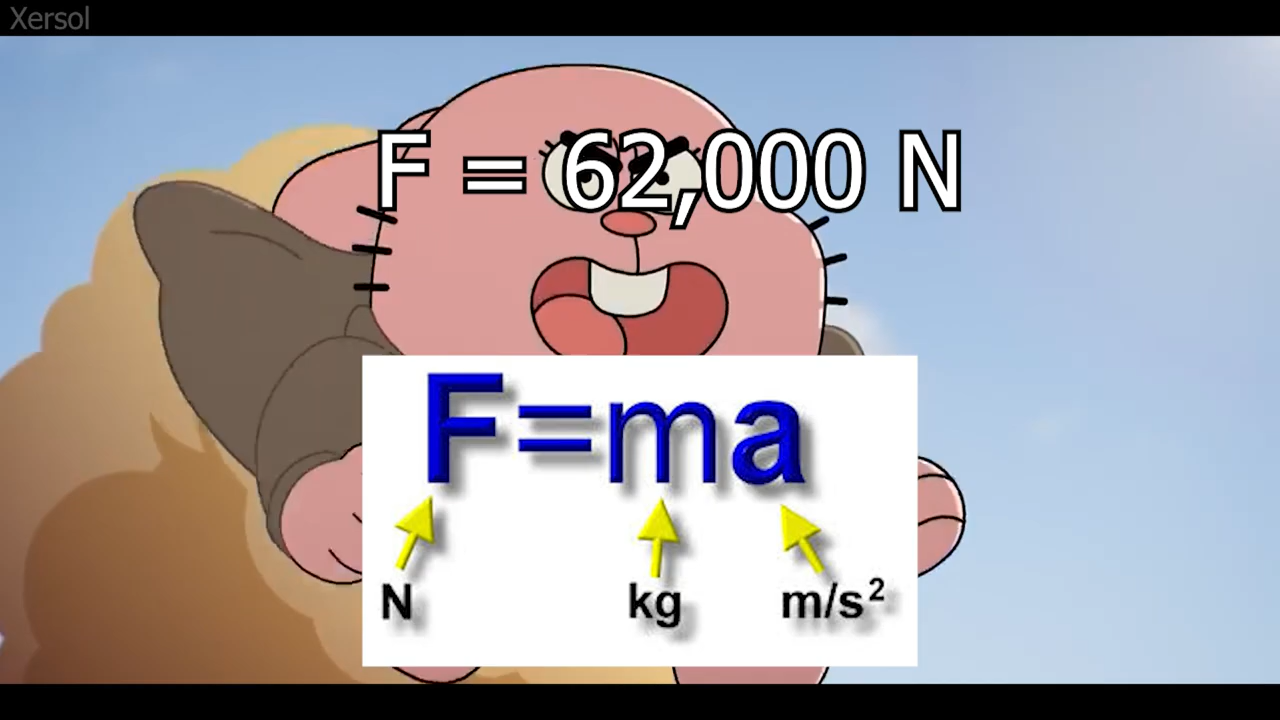 Xersol
F = 62,000 N
F=ma
N kg m/s²